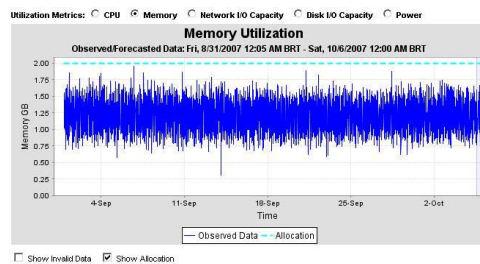 Utilization Metrics: CPU Memory Network I/O Capacity Disk I/O Capacity Power
Memory Utilization
Observed/Forecasted Data: Fri, 8/31/2007 12:05 AM BRT - Sat, 10/6/2007 12:00 AM BRT
Memory GB
2.00
1.75
1.50
1.25
1.00
0.75
0.50
0.25
0.00
4-Sep 11-Sep 18-Sep 25-Sep 2-Oct
Time
Observed Data Allocation
Show Invalid Data Show Allocation